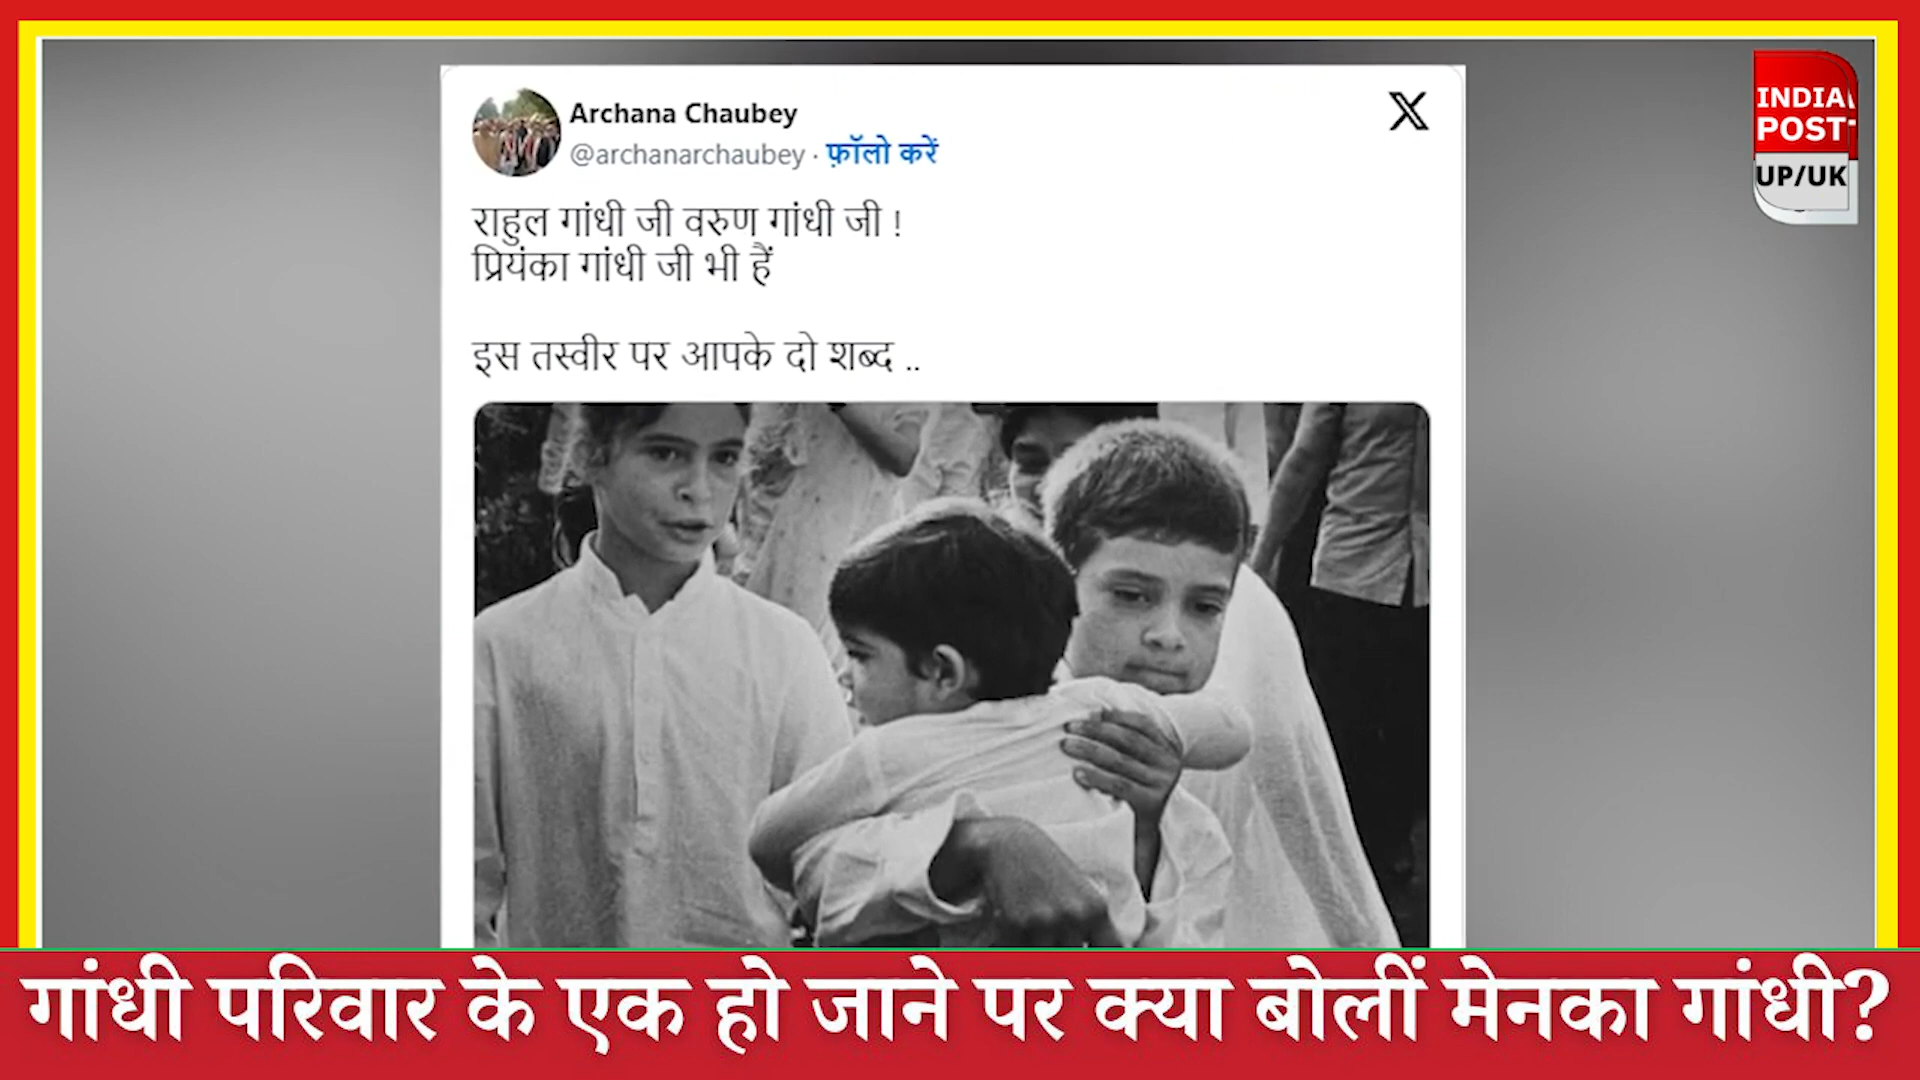 Archana Chaubey
@archanarchaubey · फ़ॉलो करें
राहुल गांधी जी वरुण गांधी जी !
प्रियंका गांधी जी भी हैं
इस तस्वीर पर आपके दो शब्द ..
INDIA
POST
UP/UK
गांधी परिवार के एक हो जाने पर क्या बोलीं मेनका गांधी?